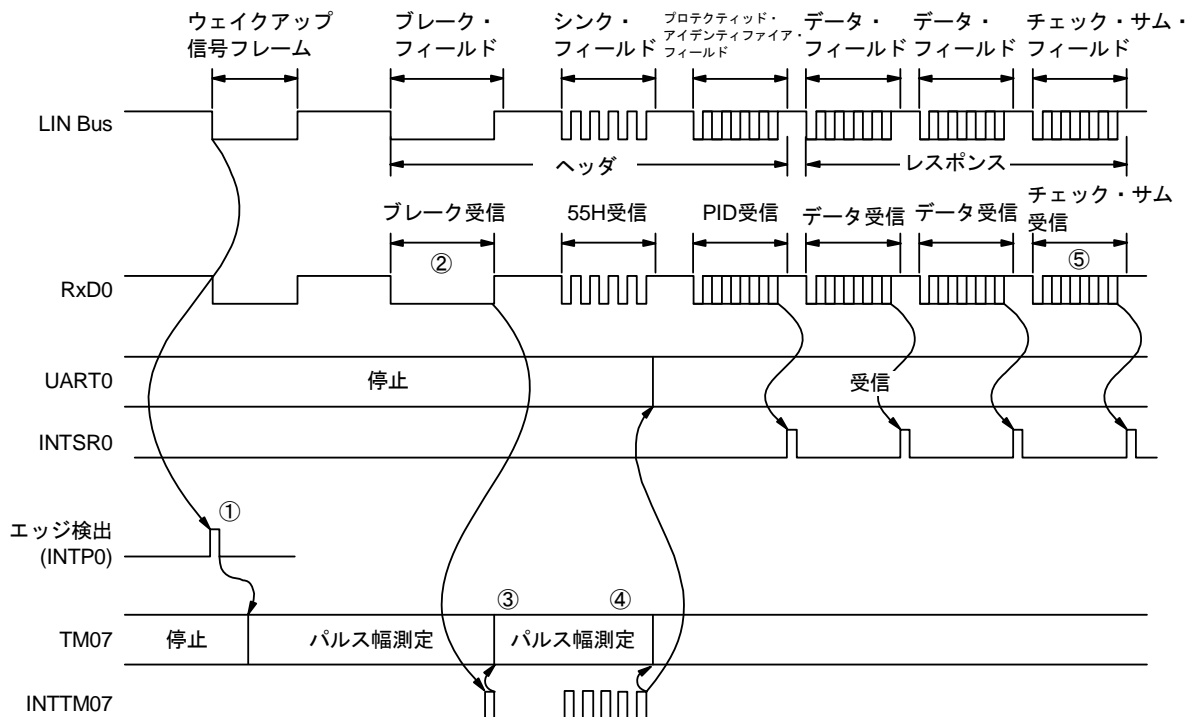 ウェイクアップ
信号フレーム
ブレーク・
フィールド
シンク・
フィールド
プロテクティッド・
アイデンティファイア・
フィールド
データ・
フィールド
データ・
フィールド
チェック・サム・
フィールド
LIN Bus
ヘッダ
レスポンス
ブレーク受信
55H受信
PID受信
データ受信
データ受信
チェック・サム
受信
②
⑤
RxD0
UART0
停止
受信
INTSR0
①
エッジ検出
(INTP0)
③
④
TM07
停止
パルス幅測定
パルス幅測定
INTTM07